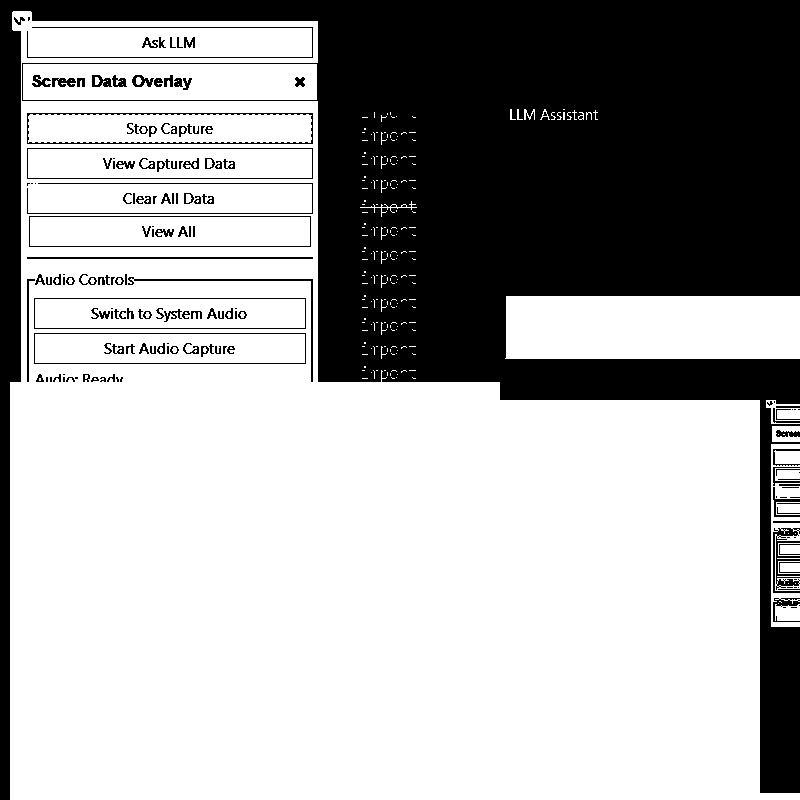 Ask LLM
Screen Data Overlay ×
Stop Capture
View Captured Data
Clear All Data
View All
Audio Controls
Switch to System Audio
Start Audio Capture
Audio: Ready
import
import
import
import
import
import
import
import
import
import
import
import
LLM Assistant
Screen
Audio
Audio